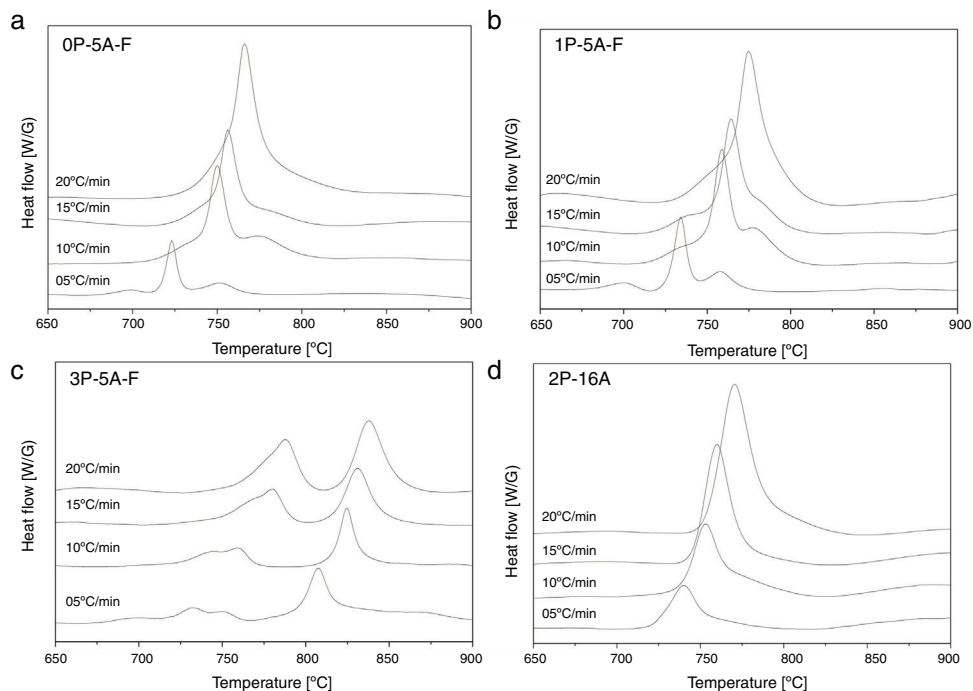 a
0P-5A-F
Heat flow [W/G]
20ºC/min
15ºC/min
10ºC/min
05ºC/min
650 700 750 800 850 900
Temperature [ºC]
b
1P-5A-F
Heat flow [W/G]
20ºC/min
15ºC/min
10ºC/min
05ºC/min
650 700 750 800 850 900
Temperature [ºC]
c
3P-5A-F
Heat flow [W/G]
20ºC/min
15ºC/min
10ºC/min
05ºC/min
650 700 750 800 850 900
Temperature [ºC]
d
2P-16A
Heat flow [W/G]
20ºC/min
15ºC/min
10ºC/min
05ºC/min
650 700 750 800 850 900
Temperature [ºC]